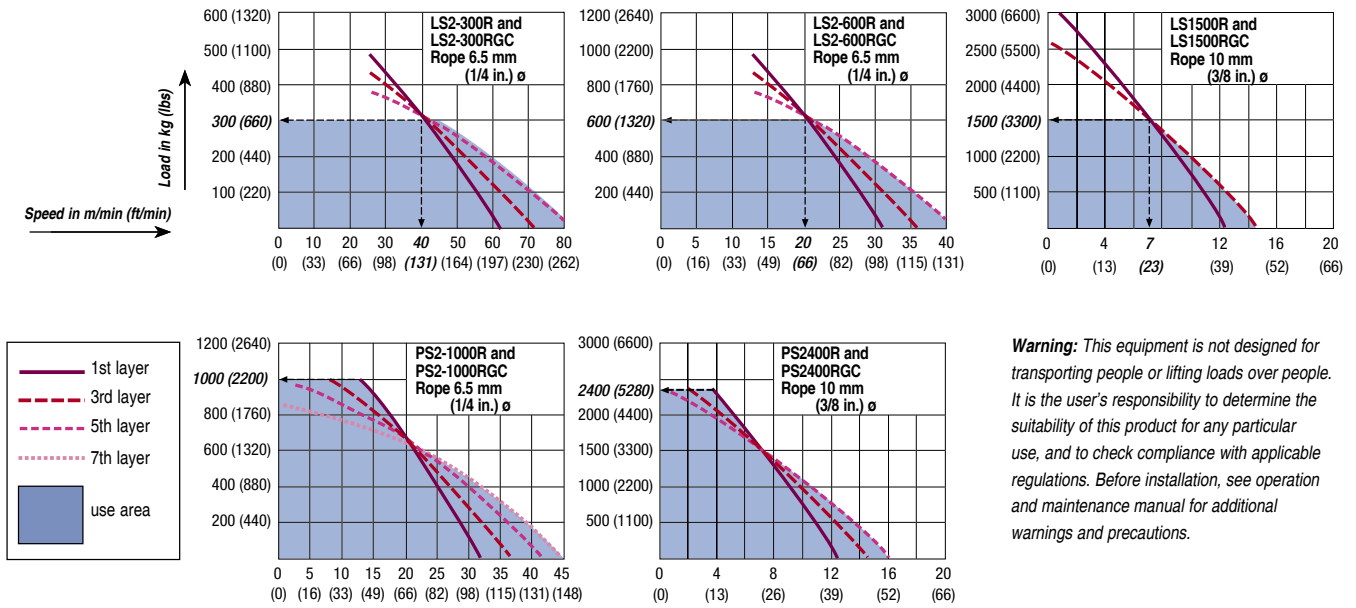 Load in kg (lbs)
Speed in m/min (ft/min)
LS2-300R and
LS2-300RGC
Rope 6.5 mm
(1/4 in.) ø
600 (1320)
500 (1100)
400 (880)
300 (660)
200 (440)
100 (220)
0 10 20 30 40 50 60 70 80
(0) (33) (66) (98) (131) (164) (197) (230) (262)
LS2-600R and
LS2-600RGC
Rope 6.5 mm
(1/4 in.) ø
1200 (2640)
1000 (2200)
800 (1760)
600 (1320)
400 (880)
200 (440)
0 5 10 15 20 25 30 35 40
(0) (16) (33) (49) (66) (82) (98) (115) (131)
LS1500R and
LS1500RGC
Rope 10 mm
(3/8 in.) ø
3000 (6600)
2500 (5500)
2000 (4400)
1500 (3300)
1000 (2200)
500 (1100)
0 4 7 12 16 20
(0) (13) (23) (39) (52) (66)
1st layer
3rd layer
5th layer
7th layer
use area
PS2-1000R and
PS2-1000RGC
Rope 6.5 mm
(1/4 in.) ø
1200 (2640)
1000 (2200)
800 (1760)
600 (1320)
400 (880)
200 (440)
0 5 10 15 20 25 30 35 40 45
(0) (16) (33) (49) (66) (82) (98) (115) (131) (148)
PS2400R and
PS2400RGC
Rope 10 mm
(3/8 in.) ø
3000 (6600)
2400 (5280)
2000 (4400)
1500 (3300)
1000 (2200)
500 (1100)
0 4 8 12 16 20
(0) (13) (26) (39) (52) (66)
Warning: This equipment is not designed for
transporting people or lifting loads over people.
It is the user's responsibility to determine the
suitability of this product for any particular
use, and to check compliance with applicable
regulations. Before installation, see operation
and maintenance manual for additional
warnings and precautions.